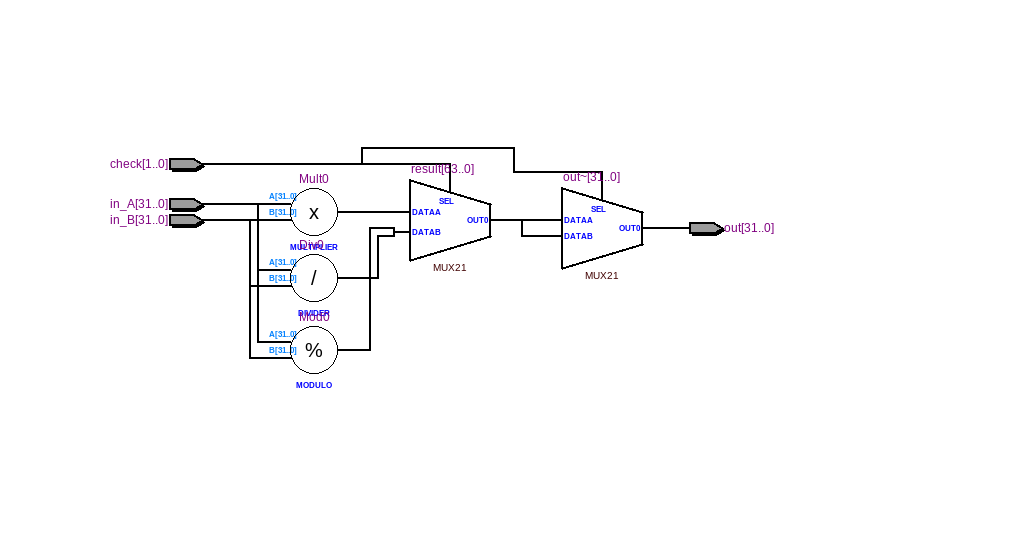 check[1..0]
in_A[31..0]
in_B[31..0]
Mult0
A[31..0]
B[31..0]
x
MULTIPLIER
Div0
A[31..0]
B[31..0]
/
DIVIDER
Mod0
A[31..0]
B[31..0]
%
MODULO
result[63..0]
SEL
DATAA
DATAB
OUT0
MUX21
out~[31..0]
SEL
DATAA
DATAB
OUT0
MUX21
out[31..0]